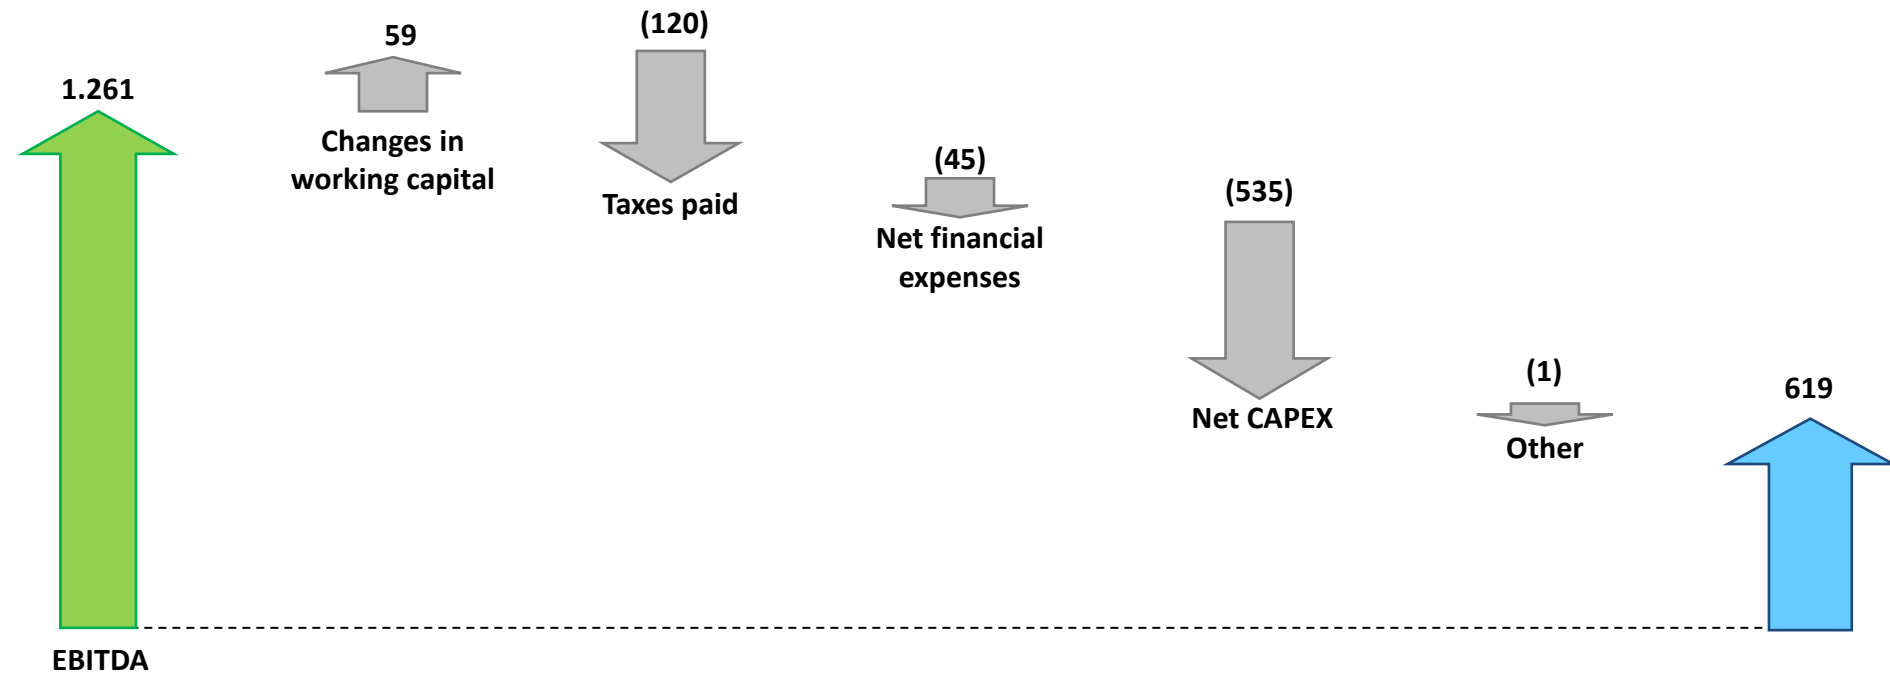 1.261
EBITDA
59
Changes in
working capital
(120)
Taxes paid
(45)
Net financial
expenses
(535)
Net CAPEX
(1)
Other
619